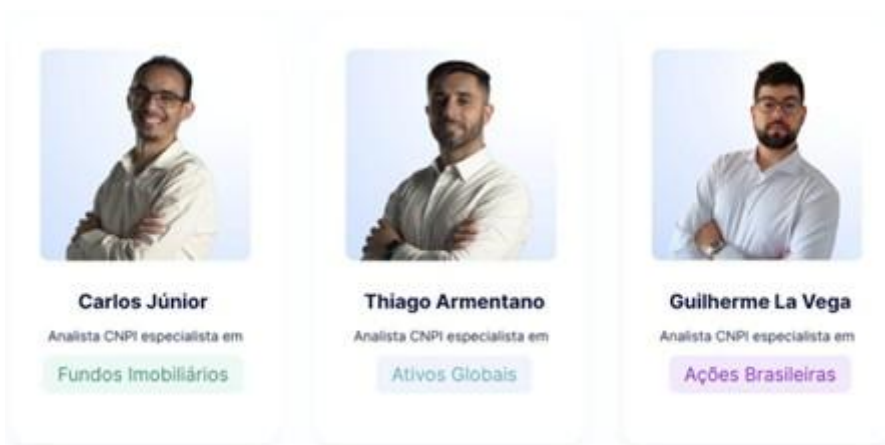 Carlos Júnior
Analista CNPI especialista em
Fundos Imobiliários
Thiago Armentano
Analista CNPI especialista em
Ativos Globais
Guilherme La Vega
Analista CNPI especialista em
Ações Brasileiras